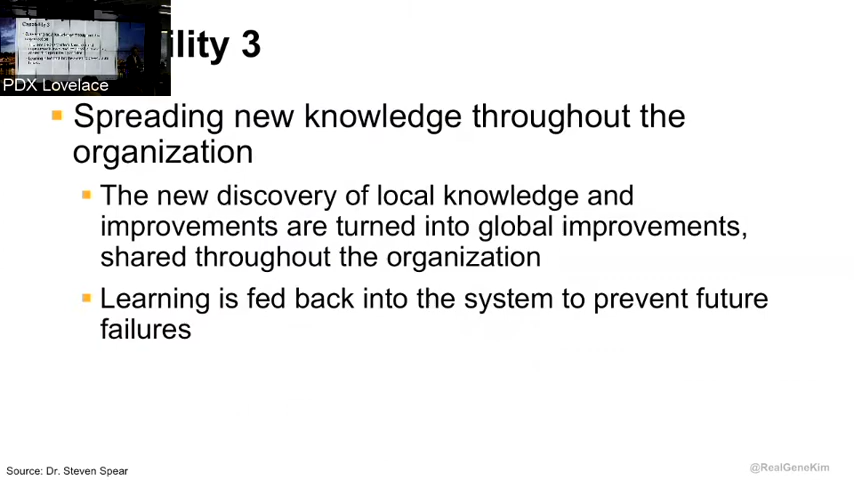 PDX Lovelace
ility 3
Spreading new knowledge throughout the
organization
The new discovery of local knowledge and
improvements are turned into global improvements,
shared throughout the organization
Learning is fed back into the system to prevent future
failures
Source: Dr. Steven Spear
@RealGeneKim